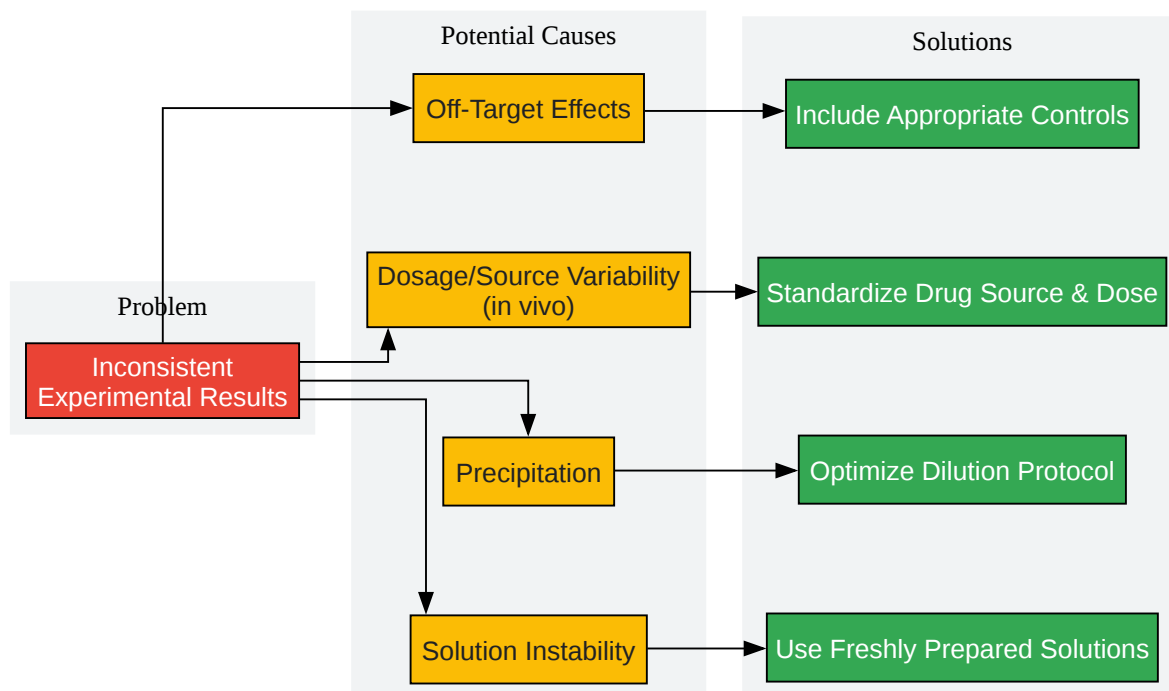 Potential Causes
Solutions
Off-Target Effects
Include Appropriate Controls
Dosage/Source Variability
(in vivo)
Standardize Drug Source & Dose
Problem
Inconsistent
Experimental Results
Precipitation
Optimize Dilution Protocol
Solution Instability
Use Freshly Prepared Solutions